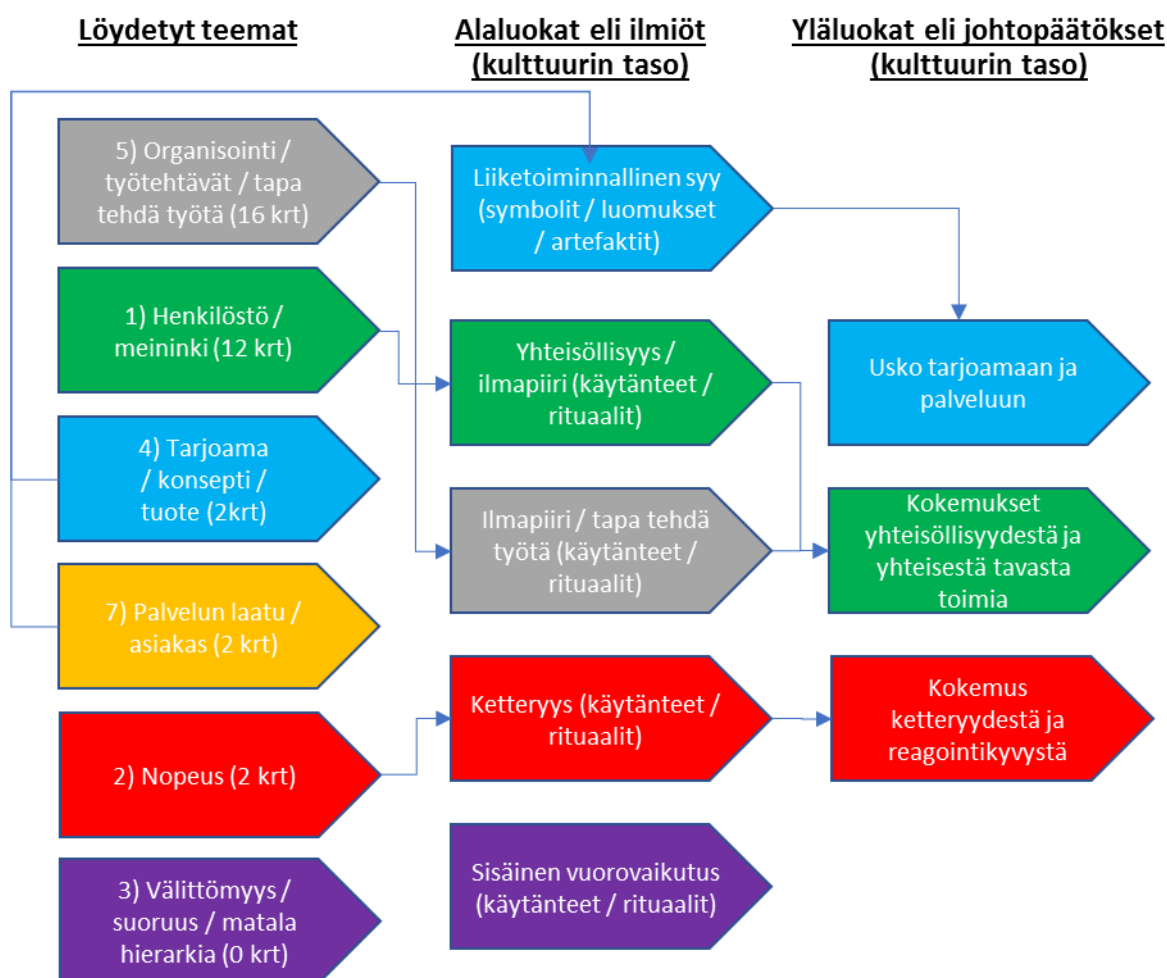 Löydetyt teemat
Alaluokat eli ilmiöt
(kulttuurin taso)
Yläluokat eli johtopäätökset
(kulttuurin taso)
5) Organisointi /
työtehtävät / tapa
tehdä työtä (16 krt)
1) Henkilöstö /
meininki (12 krt)
4) Tarjoama
/ konsepti /
tuote (2krt)
7) Palvelun laatu /
asiakas (2 krt)
2) Nopeus (2 krt)
3) Välittömyys /
suoruus / matala
hierarkia (0 krt)
Liiketoiminnallinen syy
(symbolit / luomukset
/ artefaktit)
Yhteisöllisyys /
ilmapiiri (käytänteet /
rituaalit)
Ilmapiiri / tapa tehdä
työtä (käytänteet /
rituaalit)
Ketteryys (käytänteet /
rituaalit)
Sisäinen vuorovaikutus
(käytänteet / rituaalit)
Usko tarjoamaan ja
palveluun
Kokemukset
yhteisöllisyydestä ja
yhteisestä tavasta
toimia
Kokemus
ketteryydestä ja
reagointikyvystä